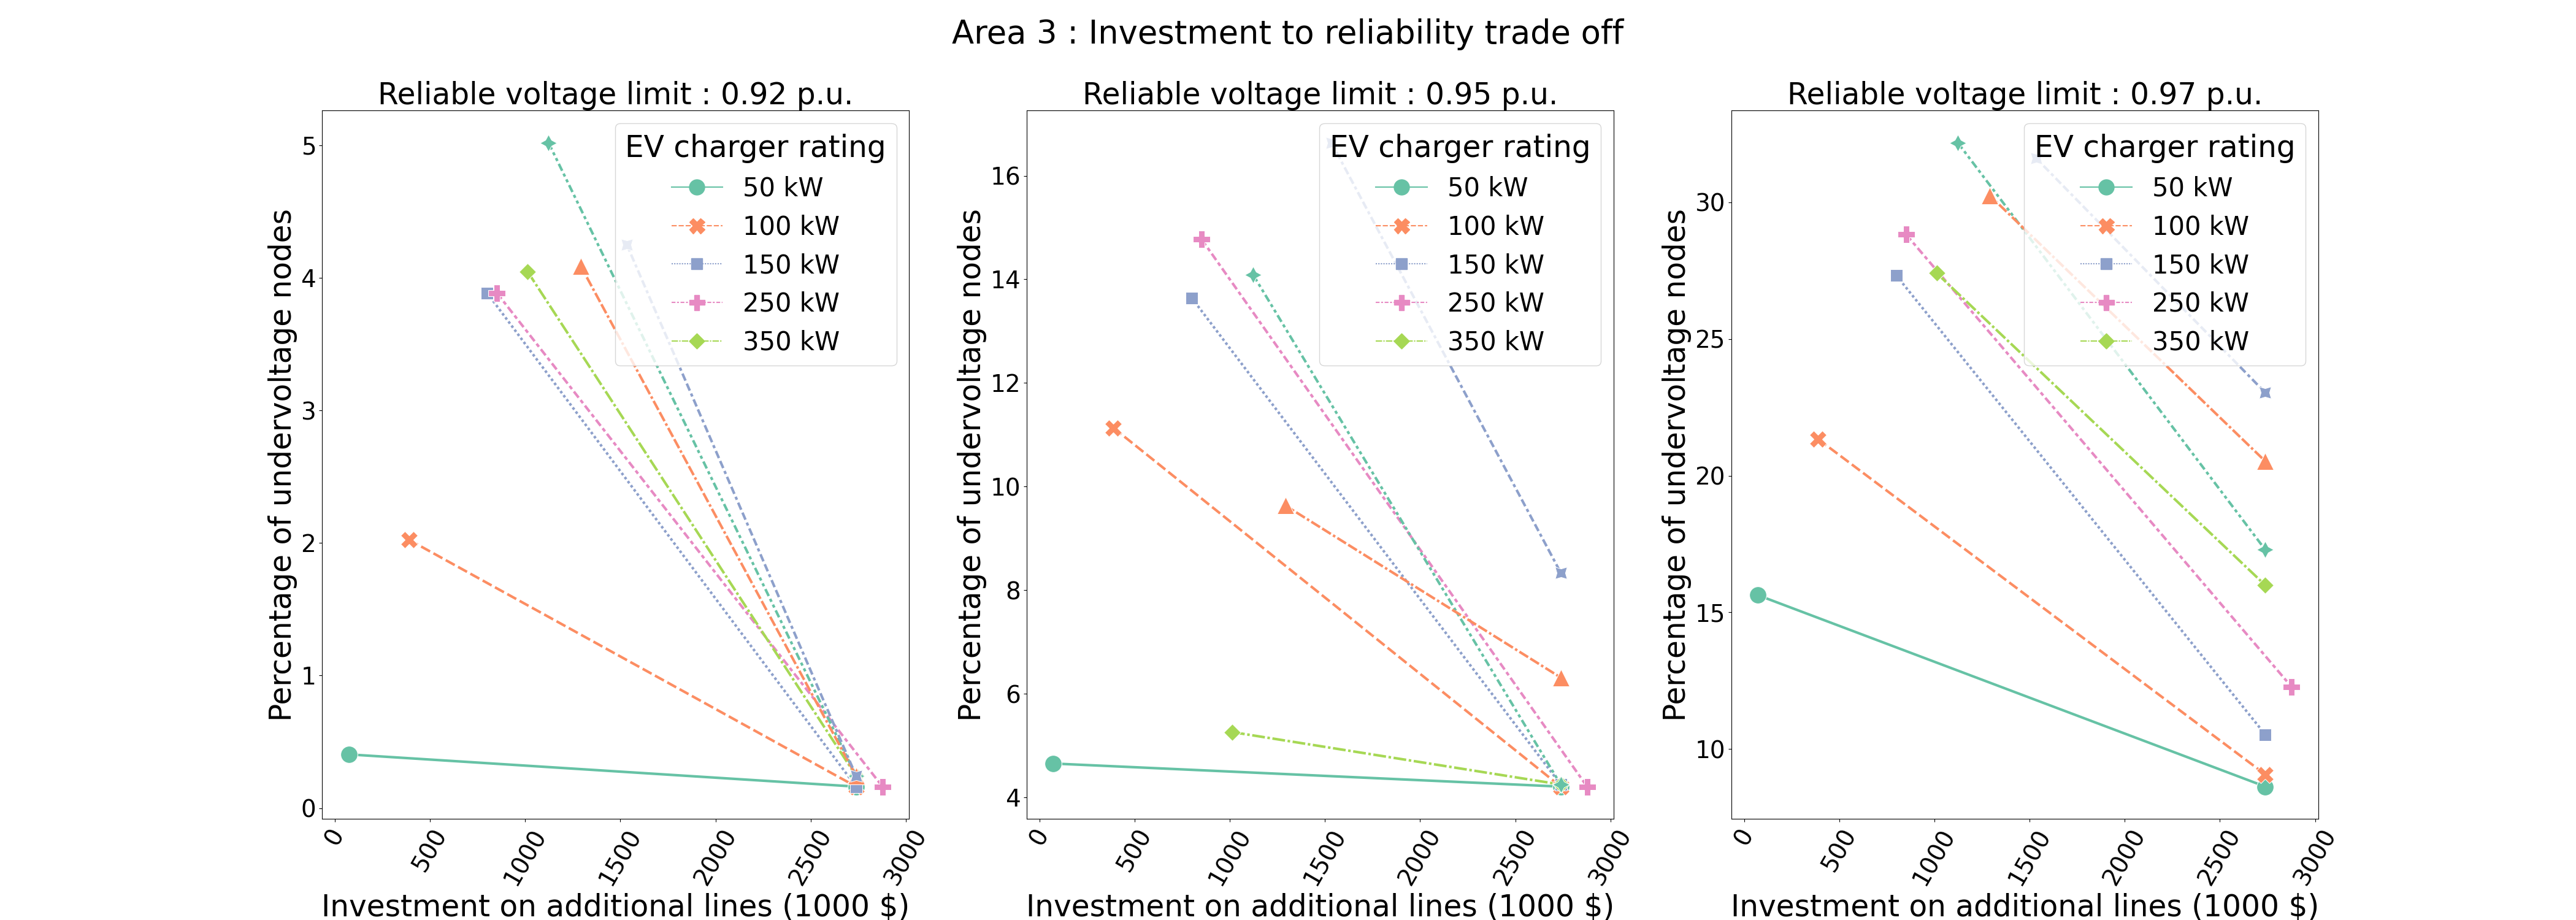 Area 3 : Investment to reliability trade off
Reliable voltage limit : 0.92 p.u.
Percentage of undervoltage nodes
5
4
3
2
1
0
EV charger rating
50 kW
100 kW
150 kW
250 kW
350 kW
0
500
1000
1500
2000
2500
3000
Investment on additional lines (1000 $)
Reliable voltage limit : 0.95 p.u.
Percentage of undervoltage nodes
16
14
12
10
8
6
4
EV charger rating
50 kW
100 kW
150 kW
250 kW
350 kW
0
500
1000
1500
2000
2500
3000
Investment on additional lines (1000 $)
Reliable voltage limit : 0.97 p.u.
Percentage of undervoltage nodes
30
25
20
15
10
EV charger rating
50 kW
100 kW
150 kW
250 kW
350 kW
0
500
1000
1500
2000
2500
3000
Investment on additional lines (1000 $)